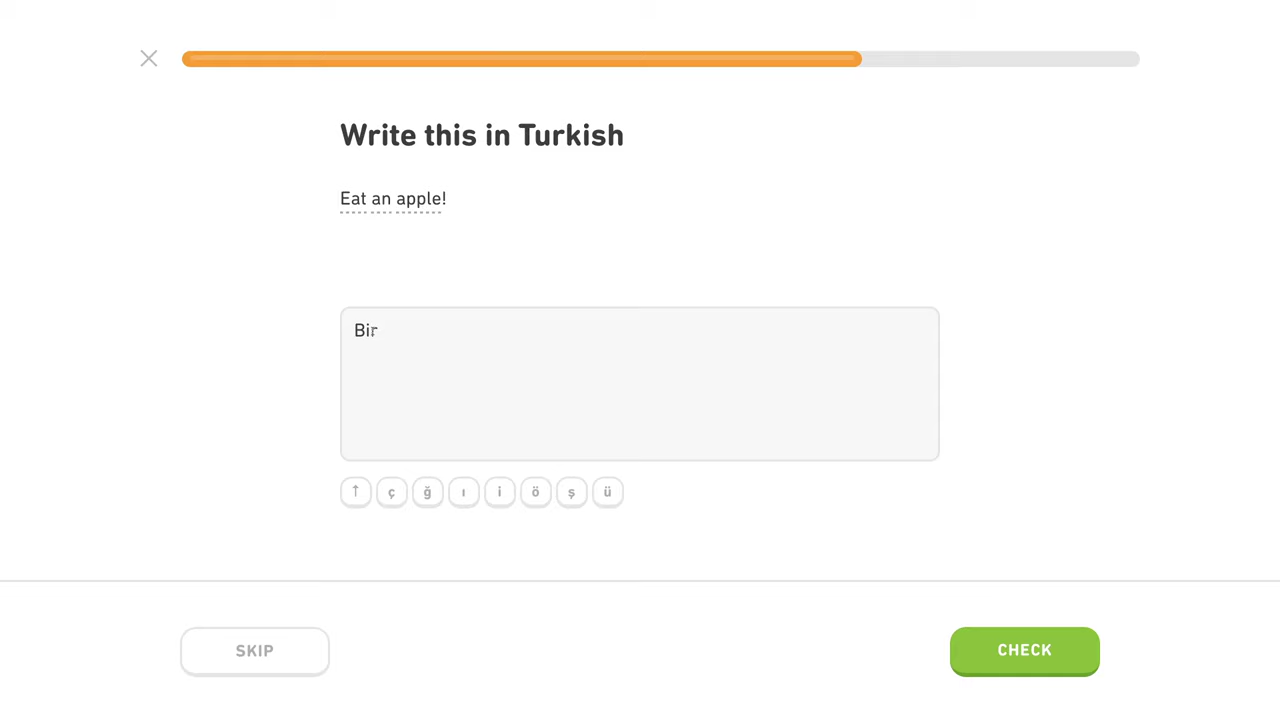 Write this in Turkish
Eat an apple!
Bir
↑ ç ğ ı i ö ş ü
SKIP
CHECK